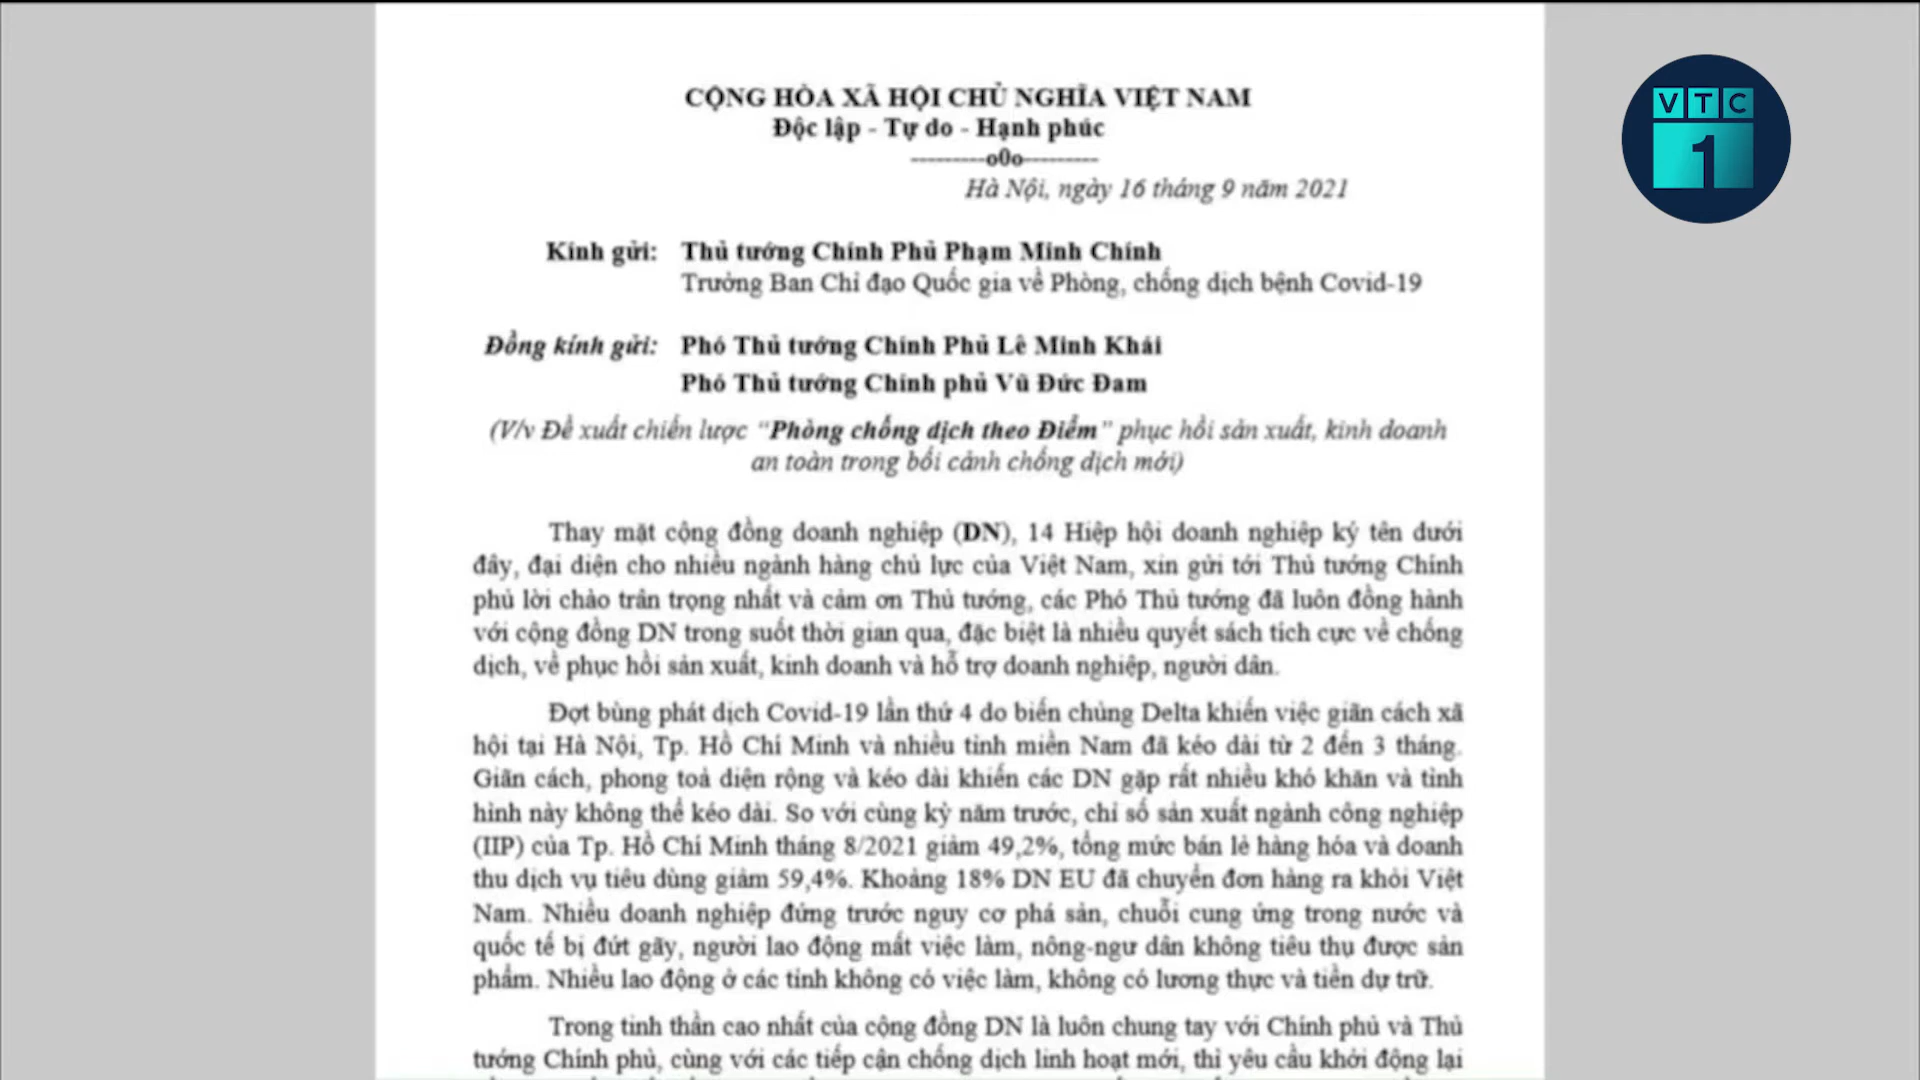 CỘNG HÒA XÃ HỘI CHỦ NGHĨA VIỆT NAM
Độc lập - Tự do - Hạnh phúc
---------o0o---------
Hà Nội, ngày 16 tháng 9 năm 2021
VTC
1
Kính gửi: Thủ tướng Chính Phủ Phạm Minh Chính
Trưởng Ban Chỉ đạo Quốc gia về Phòng, chống dịch bệnh Covid-19
Đồng kính gửi: Phó Thủ tướng Chính Phủ Lê Minh Khái
Phó Thủ tướng Chính phủ Vũ Đức Đam
(V/v Đề xuất chiến lược “Phòng chống dịch theo Điểm” phục hồi sản xuất, kinh doanh
an toàn trong bối cảnh chống dịch mới)
Thay mặt cộng đồng doanh nghiệp (DN), 14 Hiệp hội doanh nghiệp ký tên dưới
đây, đại diện cho nhiều ngành hàng chủ lực của Việt Nam, xin gửi tới Thủ tướng Chính
phủ lời chào trân trọng nhất và cảm ơn Thủ tướng, các Phó Thủ tướng đã luôn đồng hành
với cộng đồng DN trong suốt thời gian qua, đặc biệt là nhiều quyết sách tích cực về chống
dịch, về phục hồi sản xuất, kinh doanh và hỗ trợ doanh nghiệp, người dân.
Đợt bùng phát dịch Covid-19 lần thứ 4 do biến chủng Delta khiến việc giãn cách xã
hội tại Hà Nội, Tp. Hồ Chí Minh và nhiều tỉnh miền Nam đã kéo dài từ 2 đến 3 tháng.
Giãn cách, phong toả diện rộng và kéo dài khiến các DN gặp rất nhiều khó khăn và tình
hình này không thể kéo dài. So với cùng kỳ năm trước, chỉ số sản xuất ngành công nghiệp
(IIP) của Tp. Hồ Chí Minh tháng 8/2021 giảm 49,2%, tổng mức bán lẻ hàng hóa và doanh
thu dịch vụ tiêu dùng giảm 59,4%. Khoảng 18% DN EU đã chuyển đơn hàng ra khỏi Việt
Nam. Nhiều doanh nghiệp đứng trước nguy cơ phá sản, chuỗi cung ứng trong nước và
quốc tế bị đứt gãy, người lao động mất việc làm, nông-ngư dân không tiêu thụ được sản
phẩm. Nhiều lao động ở các tỉnh không có việc làm, không có lương thực và tiền dự trữ.
Trong tinh thần cao nhất của cộng đồng DN là luôn chung tay với Chính phủ và Thủ
tướng Chính phủ, cùng với các tiếp cận chống dịch linh hoạt mới, thì yêu cầu khởi động lại